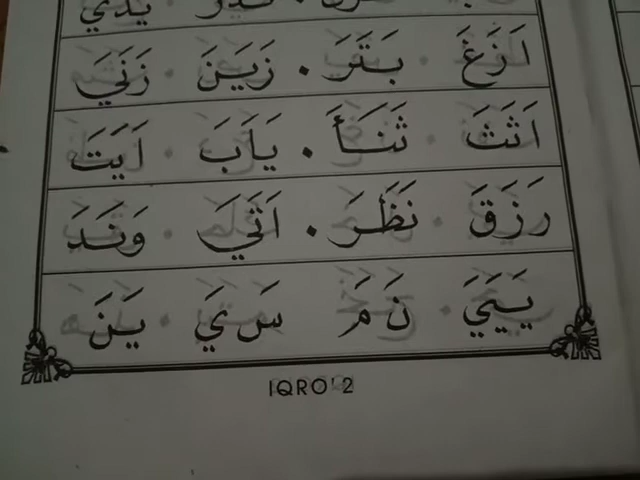 اَزَغَ بَتَرَ . زَيَنَ زَنَيَ
اَثَثَ ثَنَأَ . يَاَبَ اَيَتَ
رَزَقَ نَظَرَ . اَثَيَ وَنَدَ
يَيَيَ نَ مَ سَ يَ يَنَ
IQRO' 2